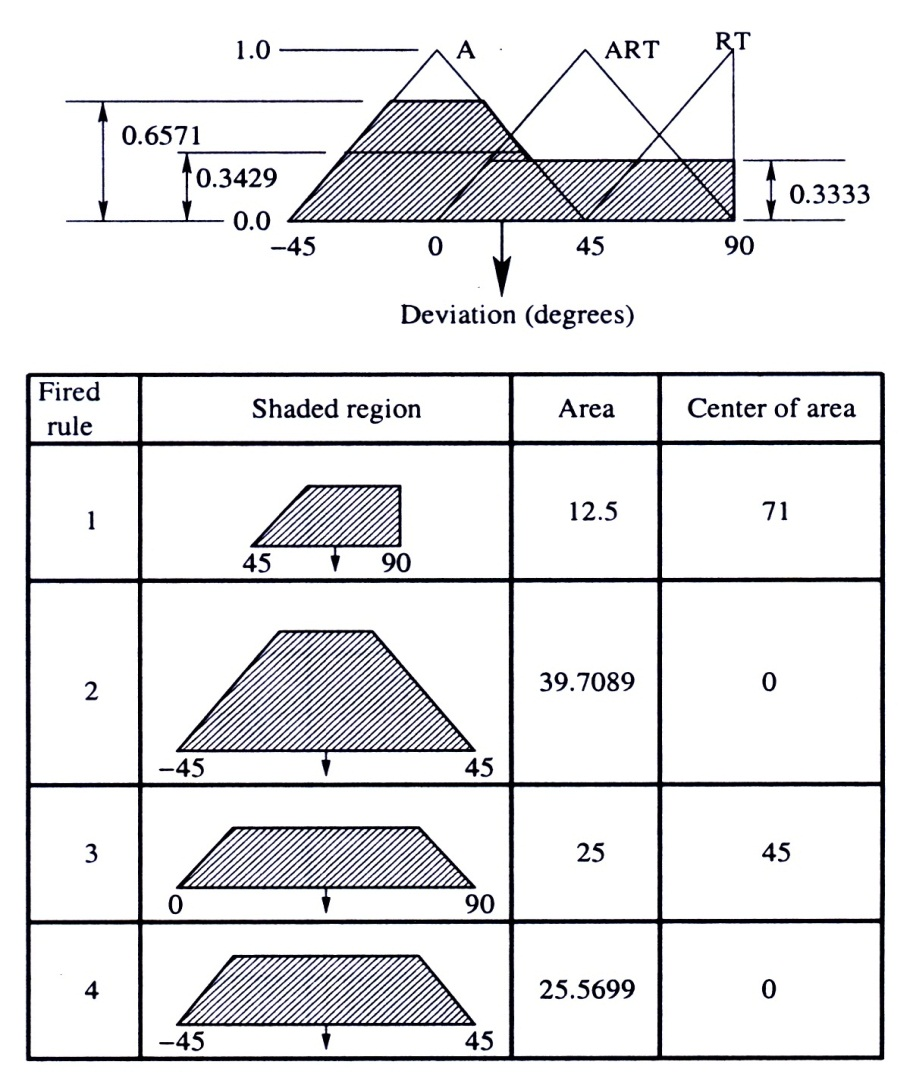 1.0 A ART RT
0.6571
0.3429
0.3333
0.0
−45 0 45 90
Deviation (degrees)
Fired rule Shaded region Area Center of area
1 45 90 12.5 71
2 −45 45 39.7089 0
3 0 90 25 45
4 −45 45 25.5699 0